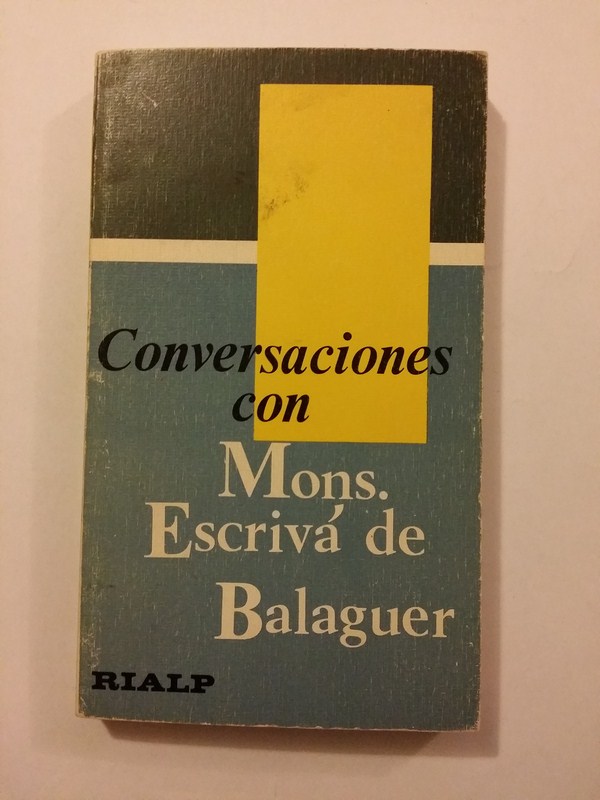 Conversaciones
con
Mons.
Escrivá de
Balaguer
RIALP